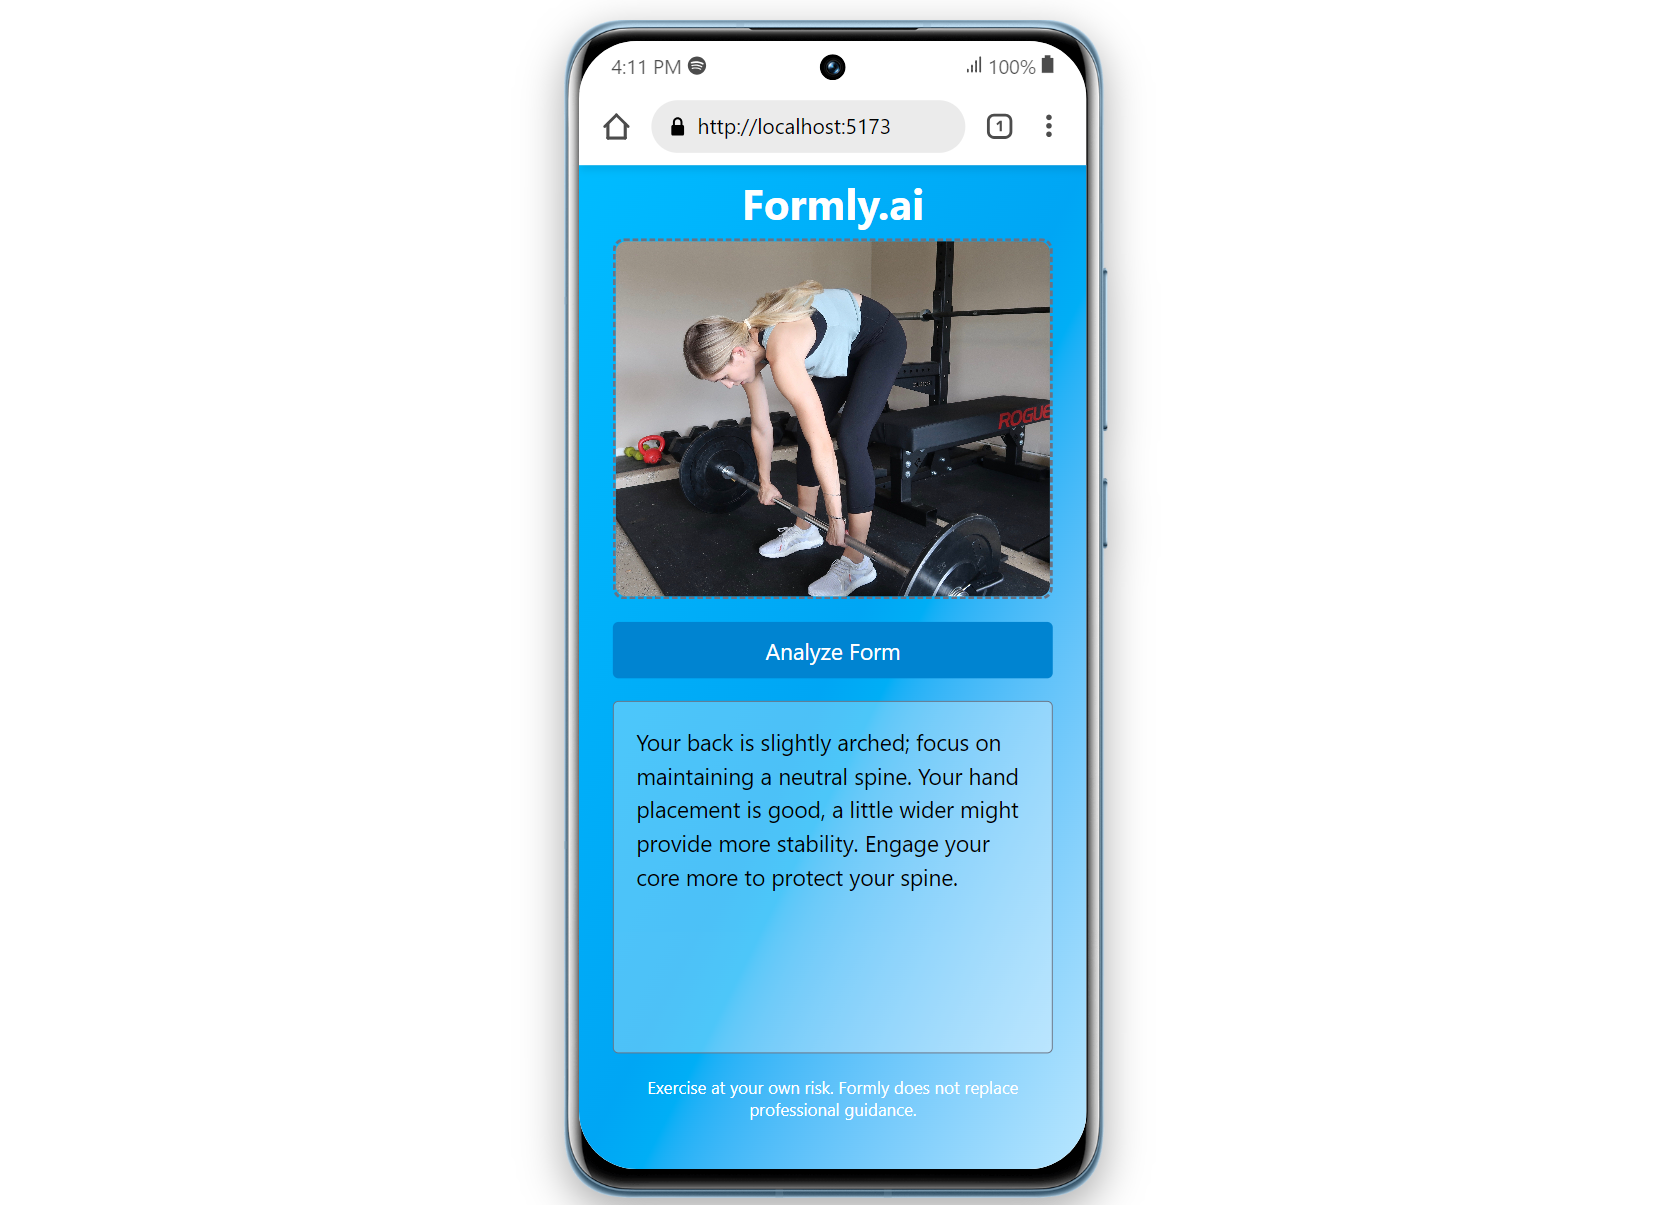 4:11 PM 100%
http://localhost:5173 1
Formly.ai
ROGUE
Analyze Form
Your back is slightly arched; focus on
maintaining a neutral spine. Your hand
placement is good, a little wider might
provide more stability. Engage your
core more to protect your spine.
Exercise at your own risk. Formly does not replace
professional guidance.